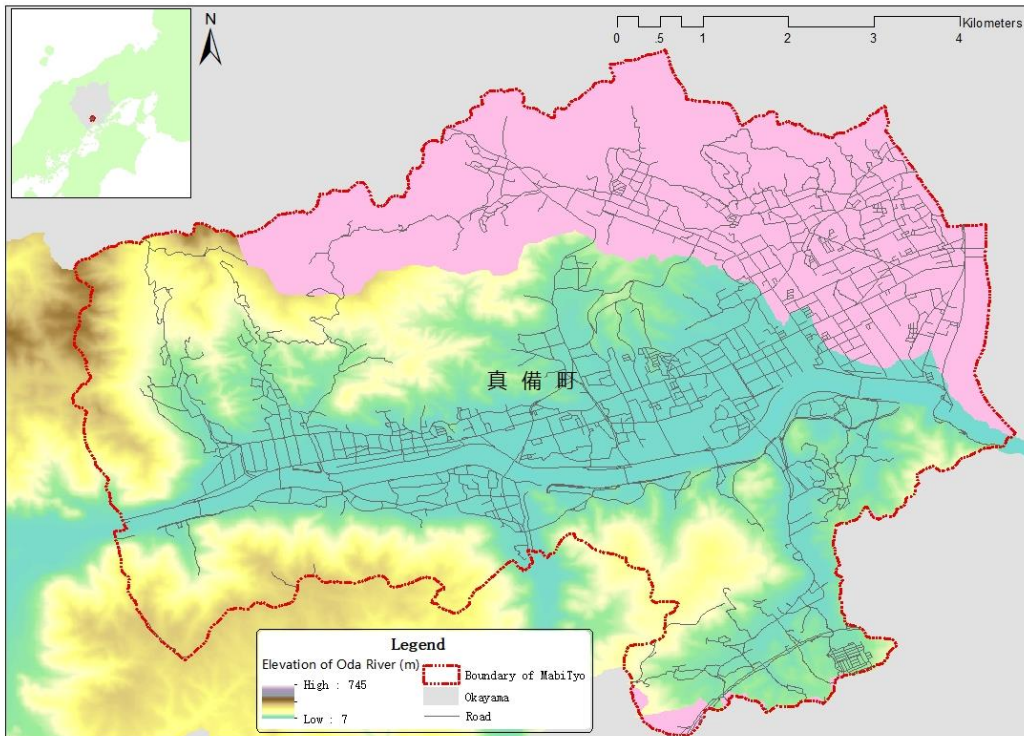 N
Kilometers
0 .5 1 2 3 4
真備町
Legend
Elevation of Oda River (m)
High : 745
Low : 7
Boundary of MabiTyo
Okayama
Road